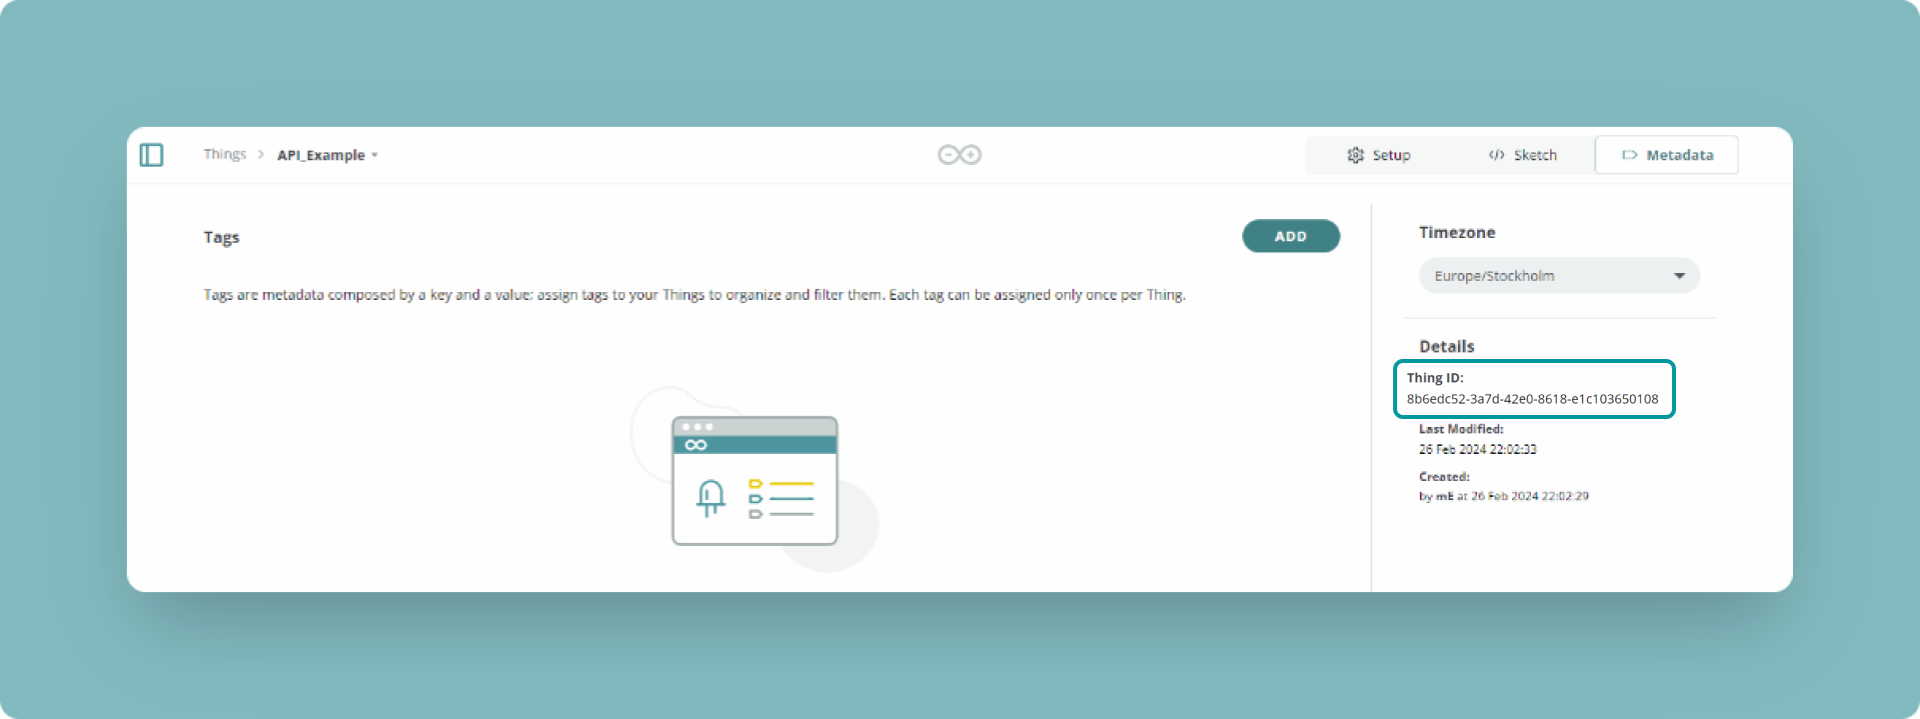 Things > API_Example
Setup
</> Sketch
Metadata
Tags
ADD
Tags are metadata composed by a key and a value; assign tags to your Things to organize and filter them. Each tag can be assigned only once per Thing.
Timezone
Europe/Stockholm
Details
Thing ID:
8b6edc52-3a7d-42e0-8618-e1c103650108
Last Modified:
26 Feb 2024 22:02:33
Created:
by mE at 26 Feb 2024 22:02:29